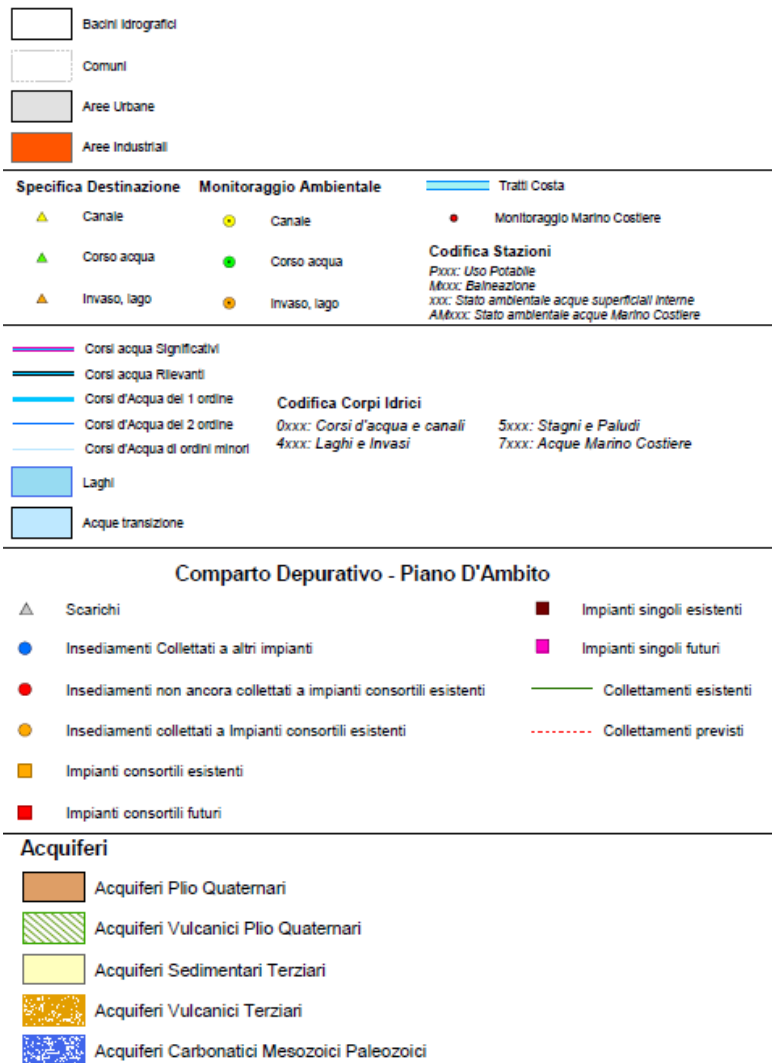 Bacini Idrografici
Comuni
Aree Urbane
Aree Industriali
Specifica Destinazione
Canale
Corso acqua
Invaso, lago
Monitoraggio Ambientale
Canale
Corso acqua
Invaso, lago
Tratti Costa
Monitoraggio Marino Costiere
Codifica Stazioni
Pxxx: Uso Potabile
Mxxx: Balneazione
xxx: Stato ambientale acque superficiali interne
AMxxx: Stato ambientale acque Marino Costiere
Corsi acqua Significativi
Corsi acqua Rilevanti
Corsi d'Acqua del 1 ordine
Corsi d'Acqua del 2 ordine
Corsi d'Acqua di ordini minori
Laghi
Acque transizione
Codifica Corpi Idrici
0xxx: Corsi d'acqua e canali
4xxx: Laghi e Invasi
5xxx: Stagni e Paludi
7xxx: Acque Marino Costiere
Comparto Depurativo - Piano D'Ambito
Scarichi
Insediamenti Collettati a altri impianti
Insediamenti non ancora collettati a impianti consortili esistenti
Insediamenti collettati a Impianti consortili esistenti
Impianti consortili esistenti
Impianti consortili futuri
Impianti singoli esistenti
Impianti singoli futuri
Collettamenti esistenti
Collettamenti previsti
Acquiferi
Acquiferi Plio Quaternari
Acquiferi Vulcanici Plio Quaternari
Acquiferi Sedimentari Terziari
Acquiferi Vulcanici Terziari
Acquiferi Carbonatici Mesozoici Paleozoici